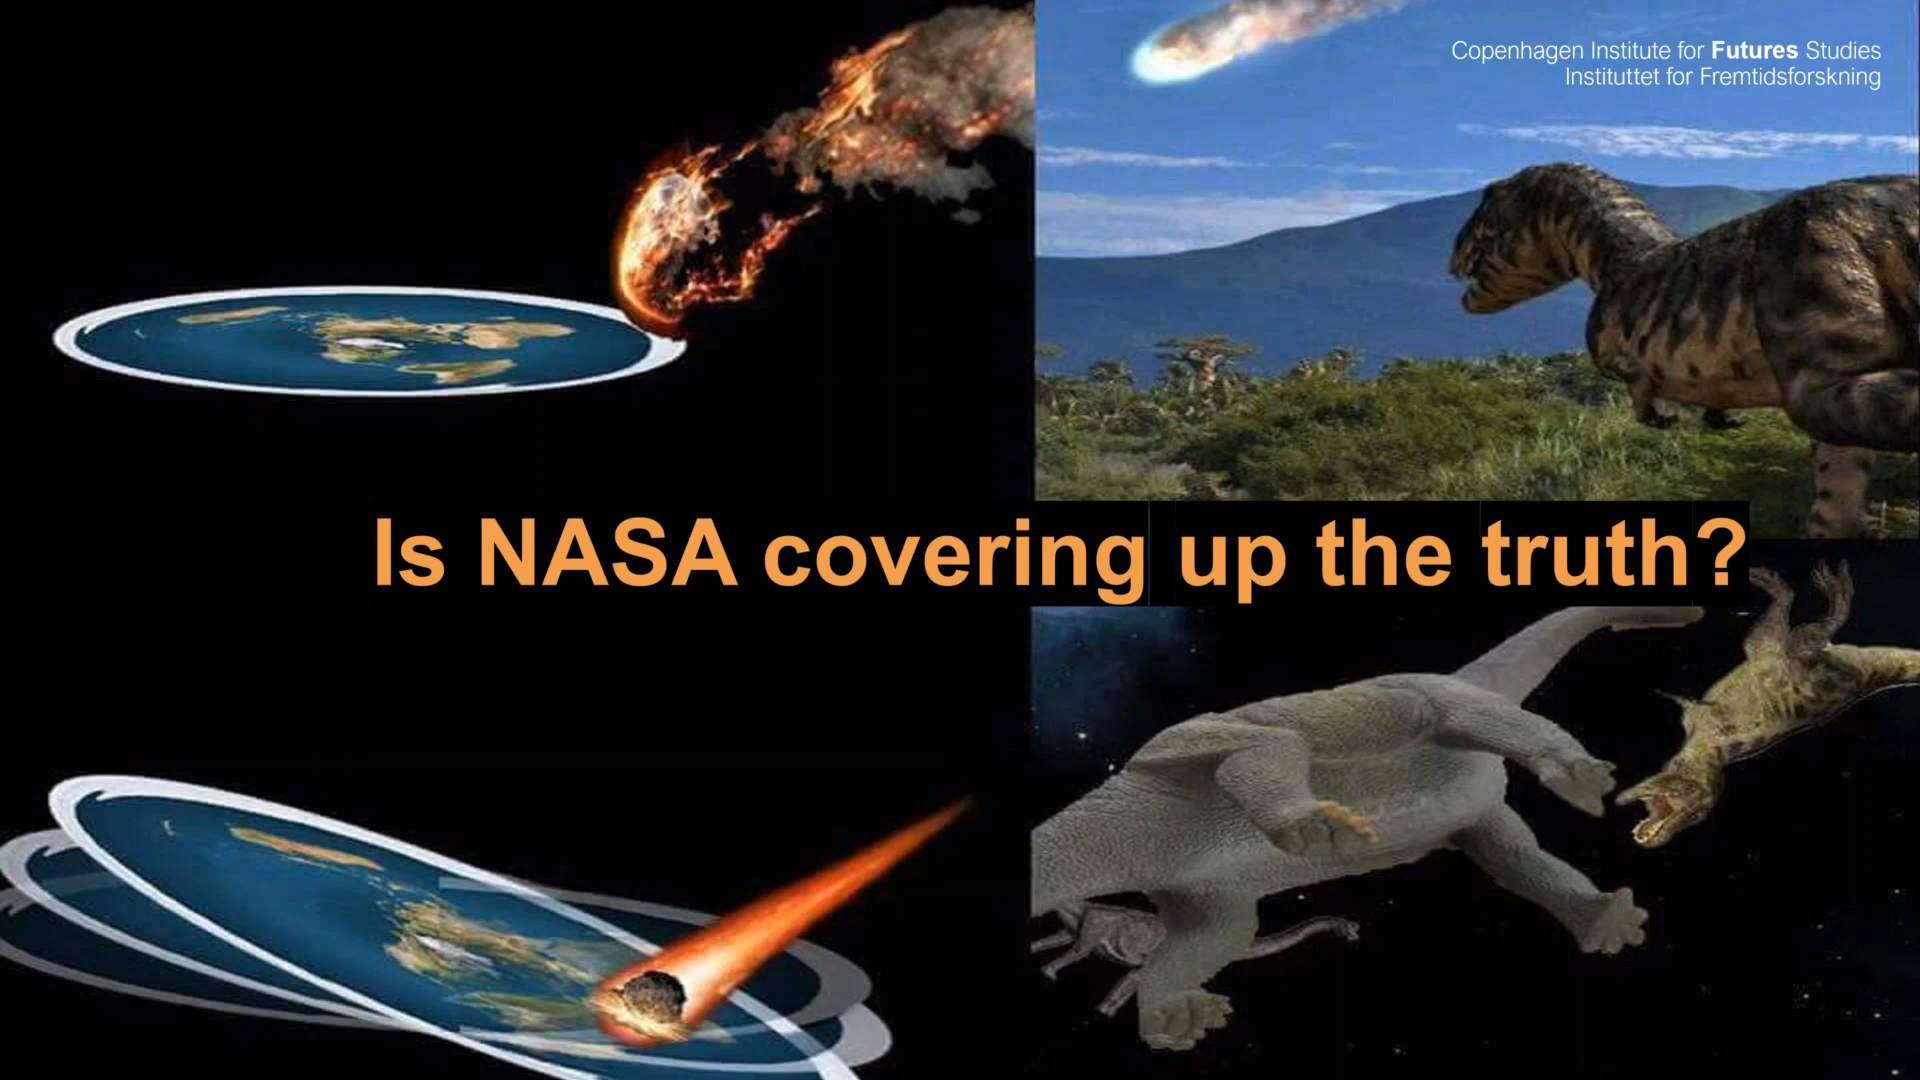 Copenhagen Institute for Futures Studies
Instituttet for Fremtidsforskning
Is NASA covering up the truth?